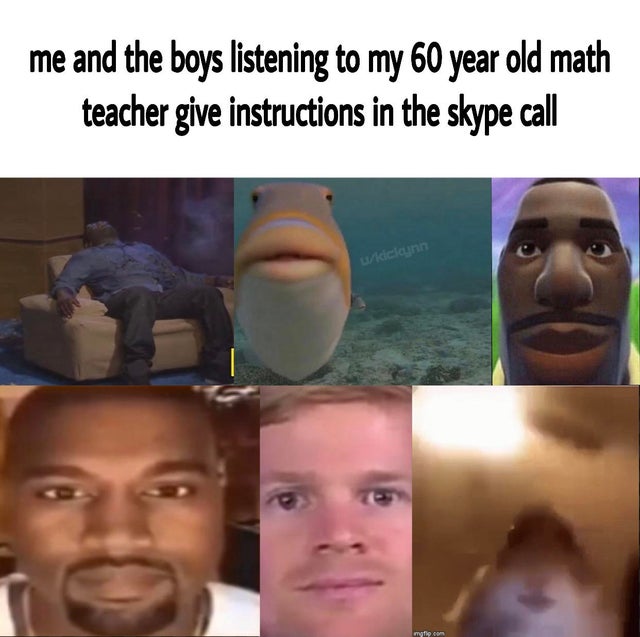 me and the boys listening to my 60 year old math
teacher give instructions in the skype call
u/kickynn
imgflip.com